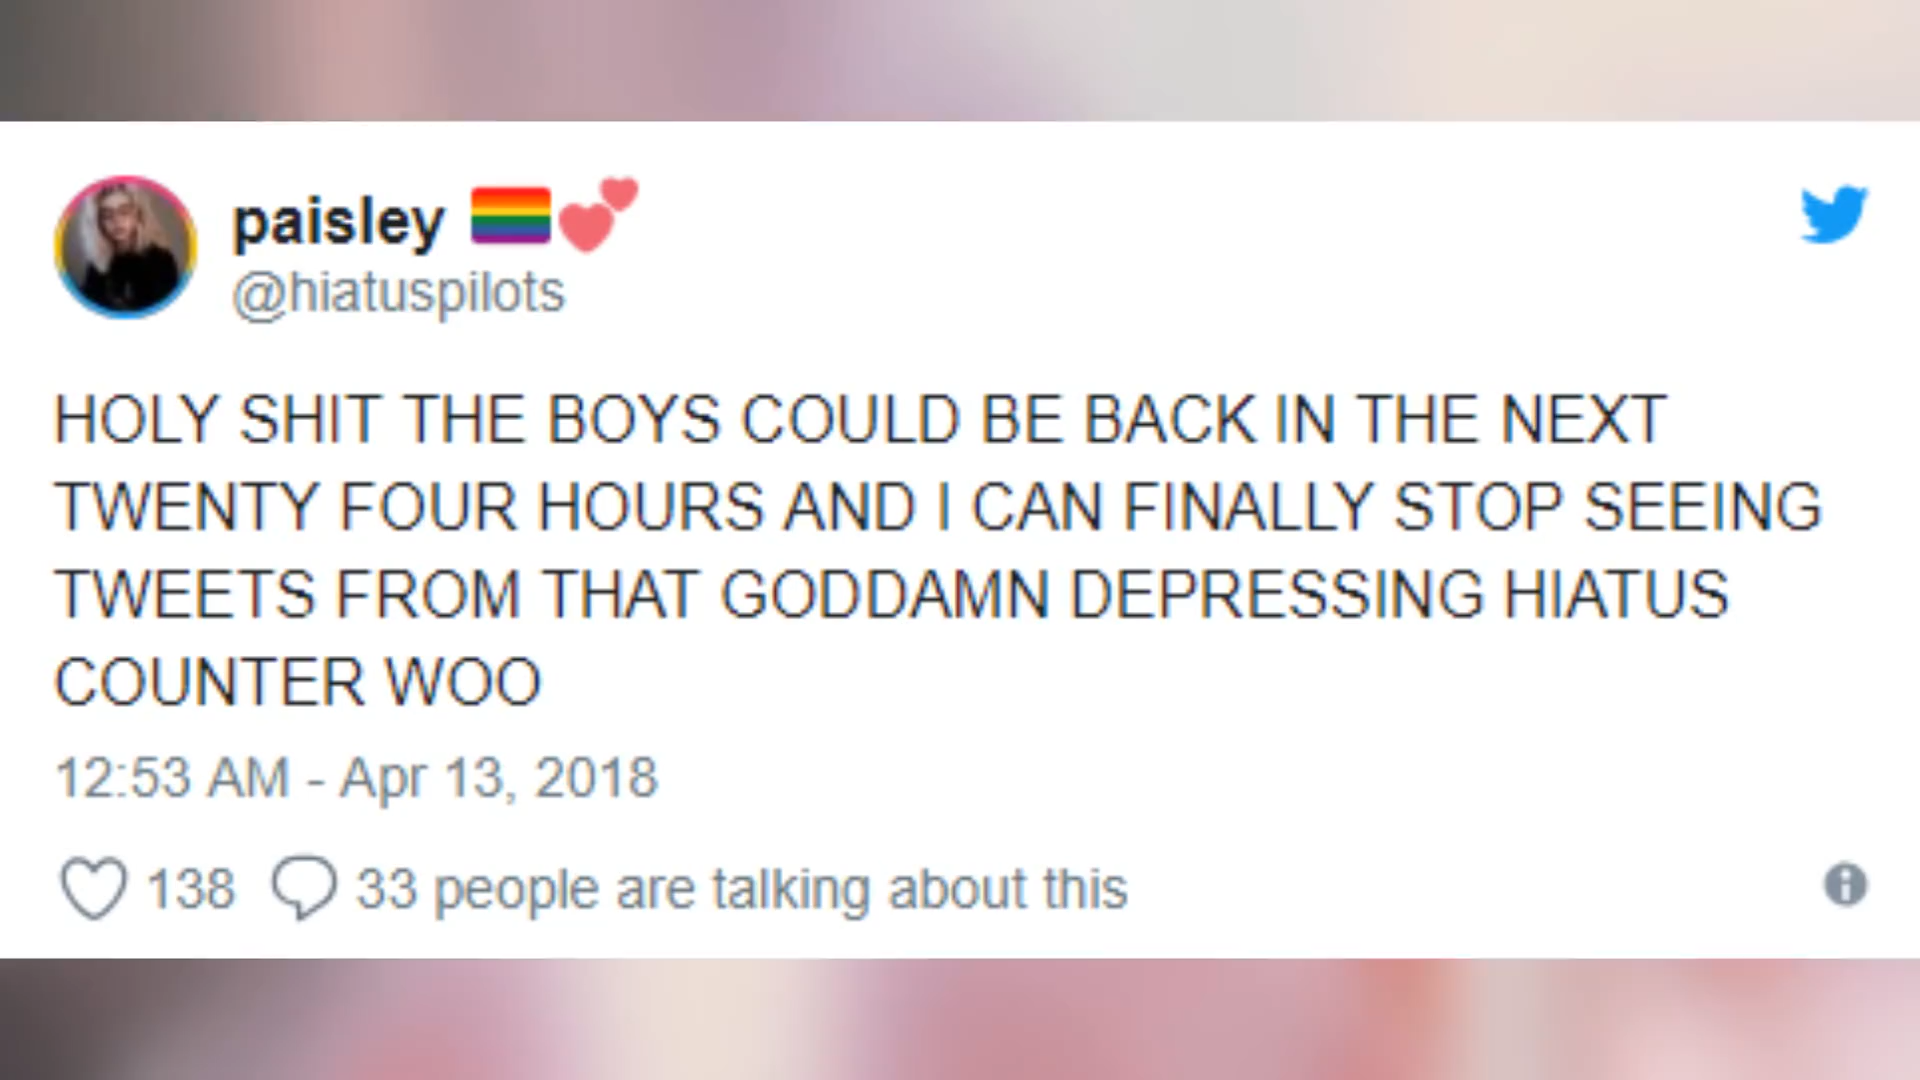 paisley 🏳️‍🌈💕
@hiatuspilots
HOLY SHIT THE BOYS COULD BE BACK IN THE NEXT
TWENTY FOUR HOURS AND I CAN FINALLY STOP SEEING
TWEETS FROM THAT GODDAMN DEPRESSING HIATUS
COUNTER WOO
12:53 AM - Apr 13, 2018
138 33 people are talking about this